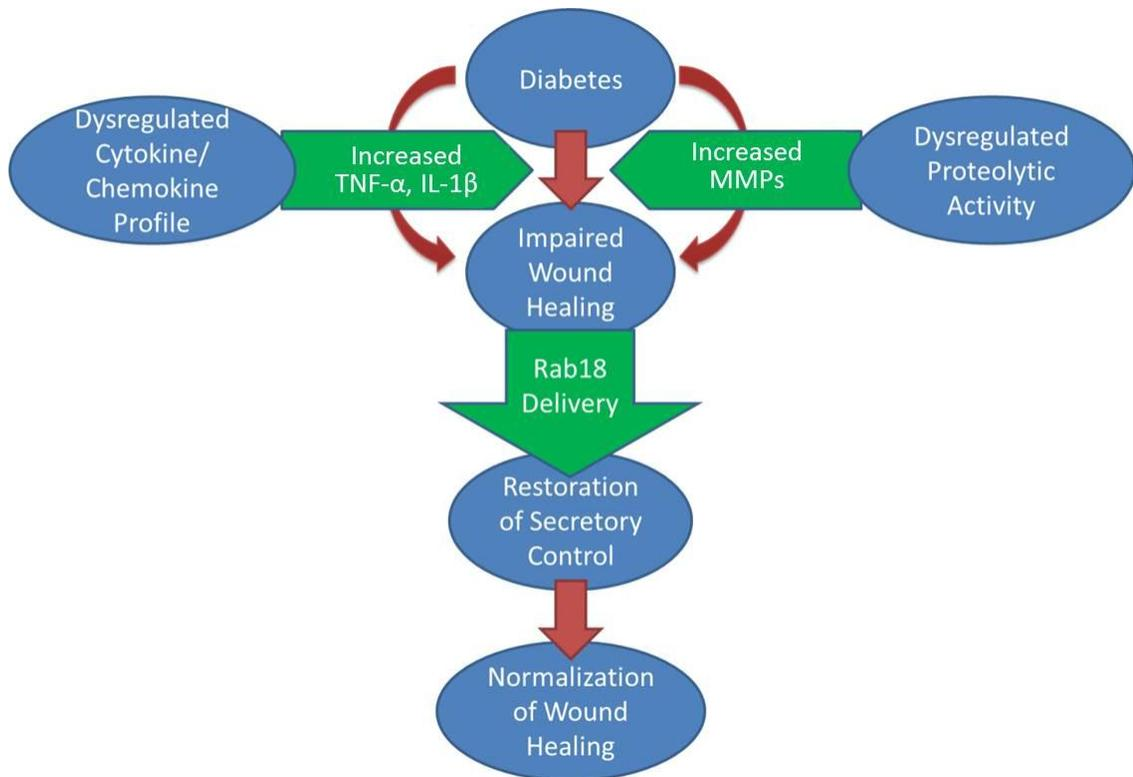 Diabetes
Dysregulated
Cytokine/
Chemokine
Profile
Increased
TNF-α, IL-1β
Increased
MMPs
Dysregulated
Proteolytic
Activity
Impaired
Wound
Healing
Rab18
Delivery
Restoration
of Secretory
Control
Normalization
of Wound
Healing